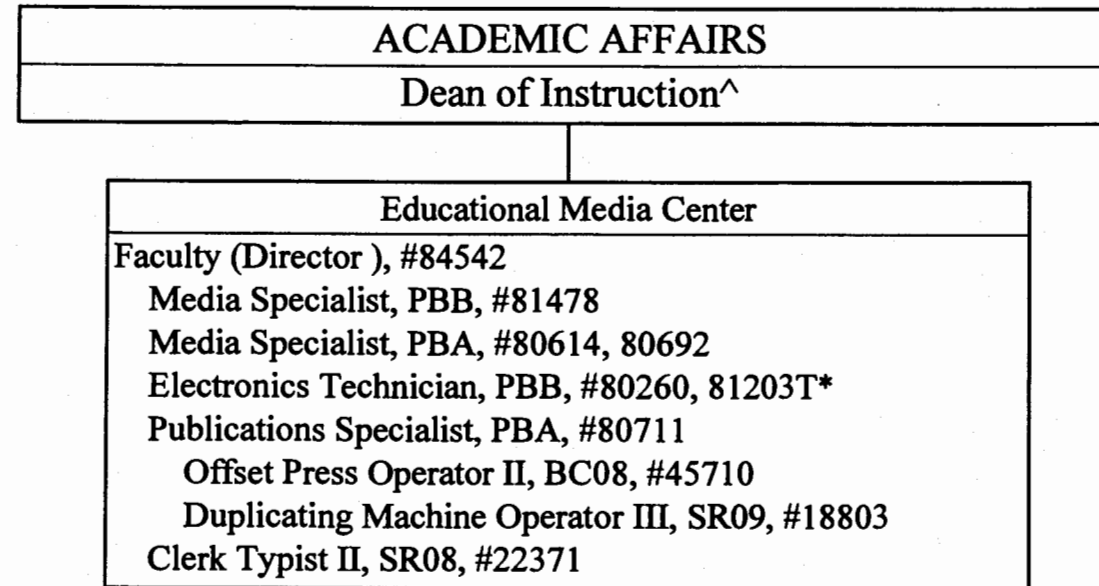 ACADEMIC AFFAIRS
Dean of Instruction^
Educational Media Center
Faculty (Director ), #84542
Media Specialist, PBB, #81478
Media Specialist, PBA, #80614, 80692
Electronics Technician, PBB, #80260, 81203T*
Publications Specialist, PBA, #80711
Offset Press Operator II, BC08, #45710
Duplicating Machine Operator III, SR09, #18803
Clerk Typist II, SR08, #22371